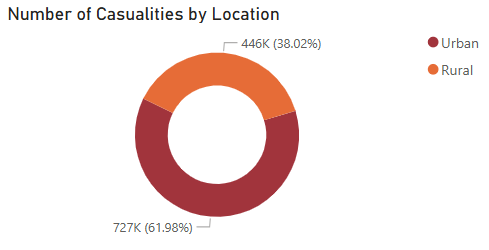 Number of Casualities by Location
446K (38.02%)
Urban
Rural
727K (61.98%)